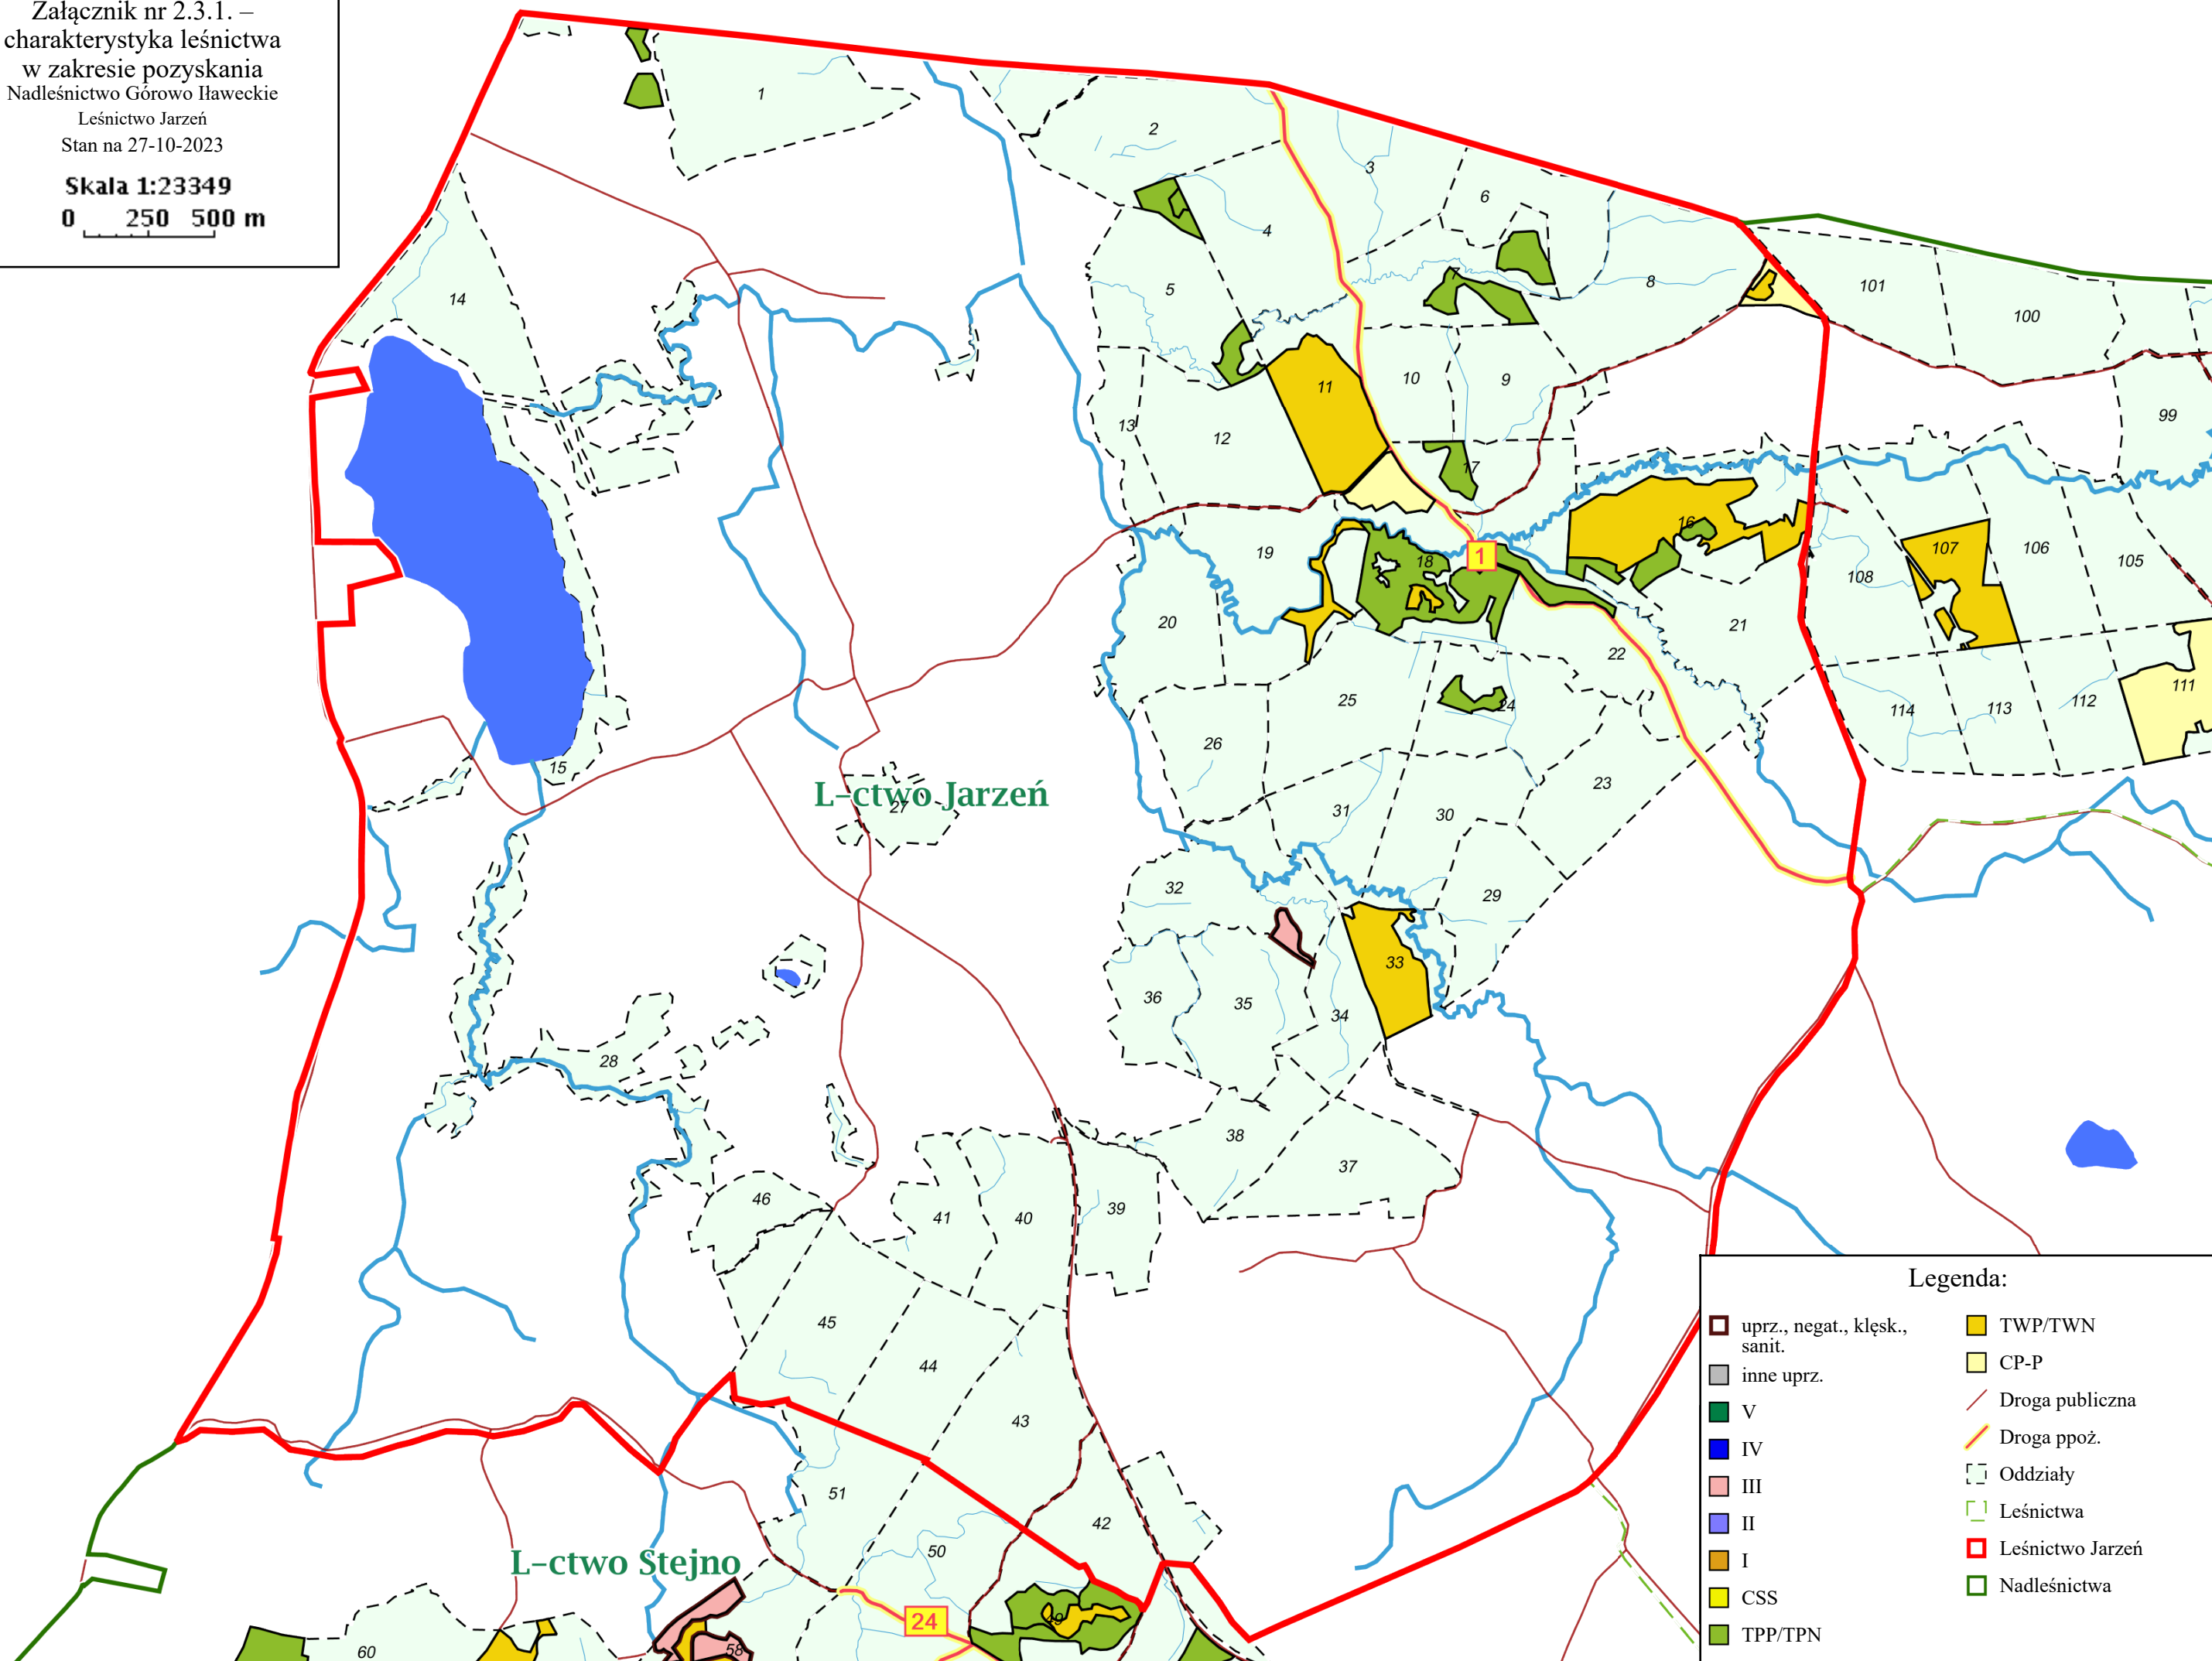 Załącznik nr 2.3.1. –
charakterystyka leśnictwa
w zakresie pozyskania
Nadleśnictwo Górowo Iławeckie
Leśnictwo Jarzeń
Stan na 27-10-2023
Skala 1:23349
0 250 500 m
1
2
3
6
4
14
5
7
8
101
100
11
10
9
99
13
12
17
16
19
1
18
107
106
105
108
20
21
22
25
24
114
113
112
111
26
15
23
L–ctwo Jarzeń
27
31
30
32
29
33
36
35
34
28
38
37
46
41
40
39
45
44
43
51
42
50
L–ctwo Stejno
24
49
58
60
Legenda:
uprz., negat., klęsk.,
sanit.
inne uprz.
V
IV
III
II
I
CSS
TPP/TPN
TWP/TWN
CP-P
Droga publiczna
Droga ppoż.
Oddziały
Leśnictwa
Leśnictwo Jarzeń
Nadleśnictwa